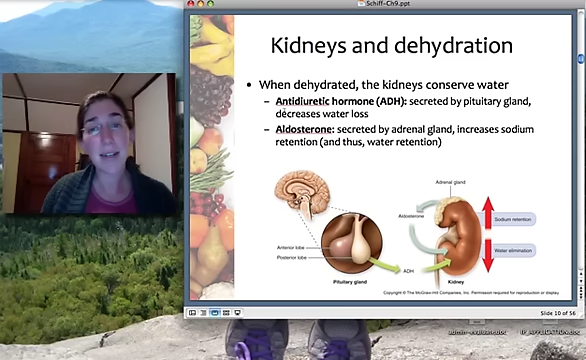 Schiff-Ch9.ppt
Kidneys and dehydration
• When dehydrated, the kidneys conserve water
– Antidiuretic hormone (ADH): secreted by pituitary gland,
decreases water loss
– Aldosterone: secreted by adrenal gland, increases sodium
retention (and thus, water retention)
Adrenal gland
Aldosterone
Sodium retention
Anterior lobe
Posterior lobe
Water elimination
ADH
Pituitary gland
Kidney
Copyright © The McGraw-Hill Companies, Inc. Permission required for reproduction or display.
Slide 10 of 56